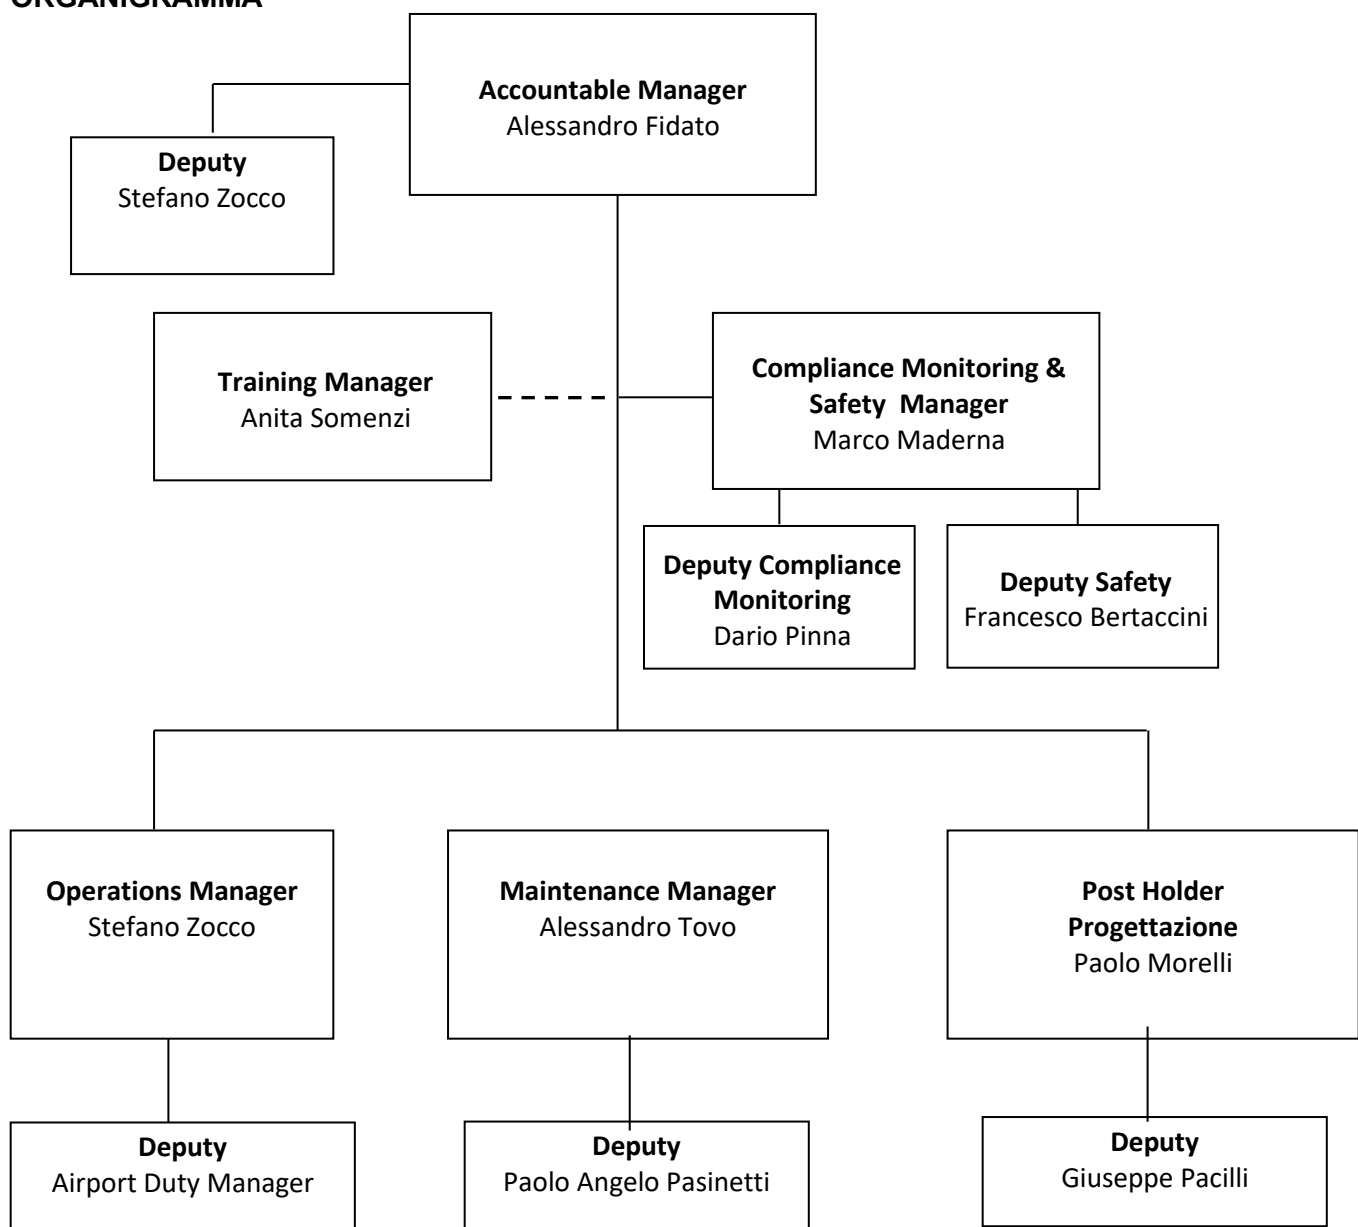 ORGANIGRAMMA
Accountable Manager
Alessandro Fidato
Deputy
Stefano Zocco
Training Manager
Anita Somenzi
Compliance Monitoring &
Safety  Manager
Marco Maderna
Deputy Compliance
Monitoring
Dario Pinna
Deputy Safety
Francesco Bertaccini
Operations Manager
Stefano Zocco
Maintenance Manager
Alessandro Tovo
Post Holder
Progettazione
Paolo Morelli
Deputy
Airport Duty Manager
Deputy
Paolo Angelo Pasinetti
Deputy
Giuseppe Pacilli